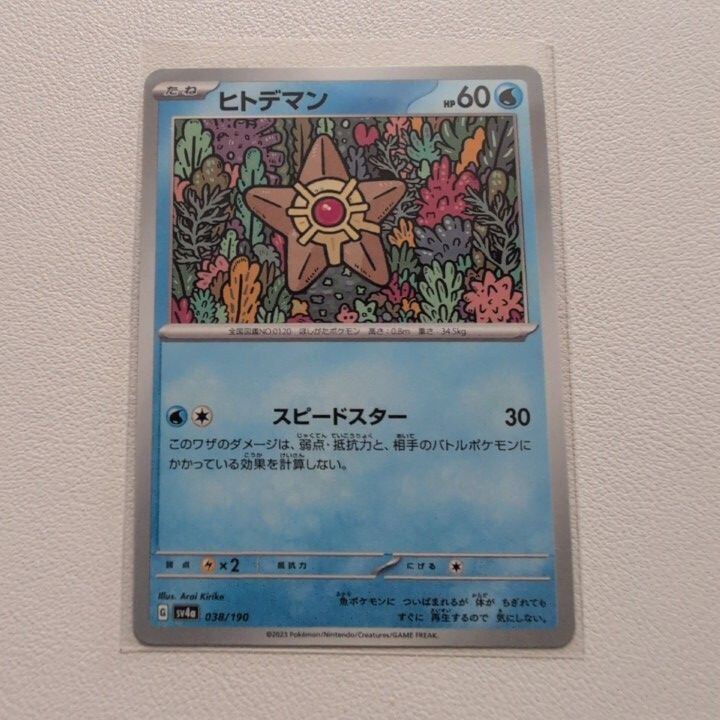 たね ヒトデマン HP60
全国図鑑NO.0120 ほしがたポケモン 高さ：0.8m 重さ：34.5kg
スピードスター 30
このワザのダメージは、弱点・抵抗力と、相手のバトルポケモンに
かかっている効果を計算しない。
弱点 ×2 抵抗力 にげる
Illus. Arai Kiriko
魚ポケモンに ついばまれるが 体が ちぎれても
すぐに 再生するので 気にしない。
G sv4a 038/190
©2023 Pokémon/Nintendo/Creatures/GAME FREAK.